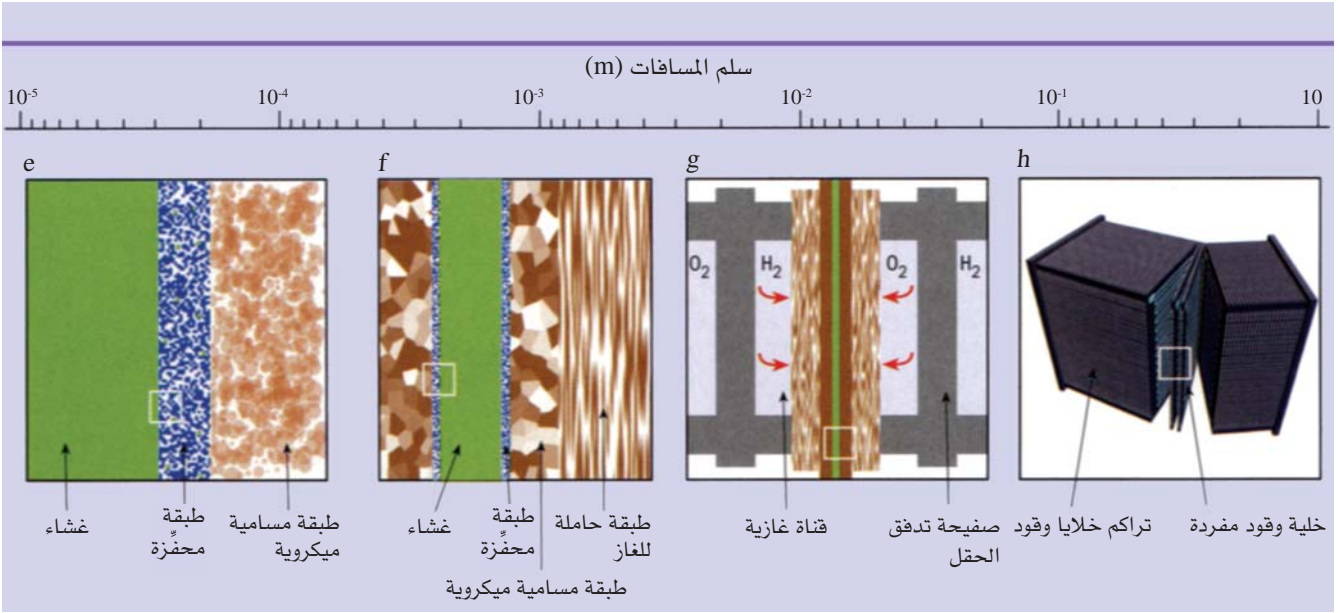 سلم المسافات (m)
10-5 10-4 10-3 10-2 10-1 10
e f g h
O2 H2 O2 H2
غشاء
طبقة
محفِّزة
طبقة مسامية
ميكروية
غشاء
طبقة
محفِّزة
طبقة حاملة
للغاز
طبقة مسامية ميكروية
قناة غازية
صفيحة تدفق
الحقل
تراكم خلايا وقود
خلية وقود مفردة